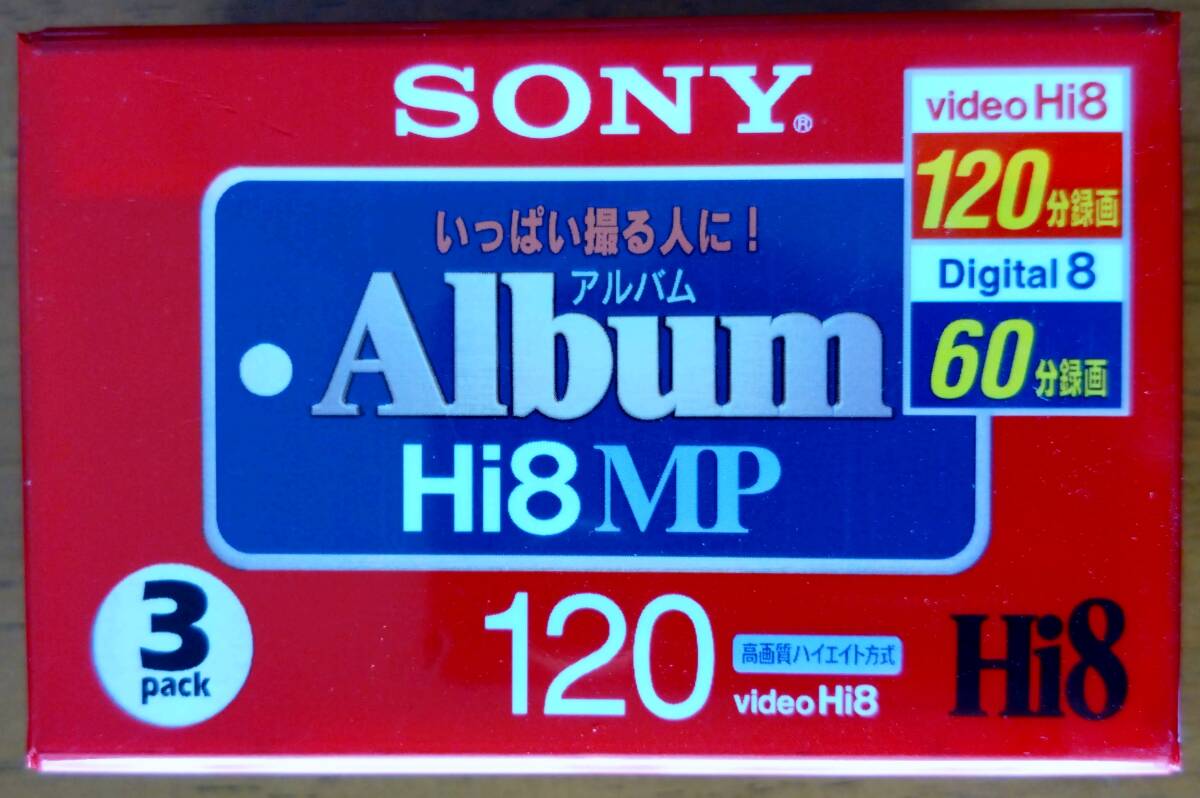 SONY®
video Hi8
120分録画
Digital 8
60分録画
いっぱい撮る人に!
アルバム
Album
Hi8 MP
3
pack
120
高画質ハイエイト方式
video Hi8
Hi8